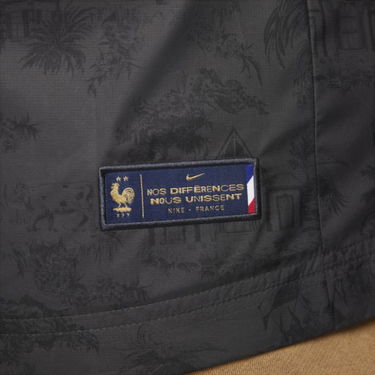 NOS DIFFÉRENCES
NOUS UNISSENT
NIKE - FRANCE